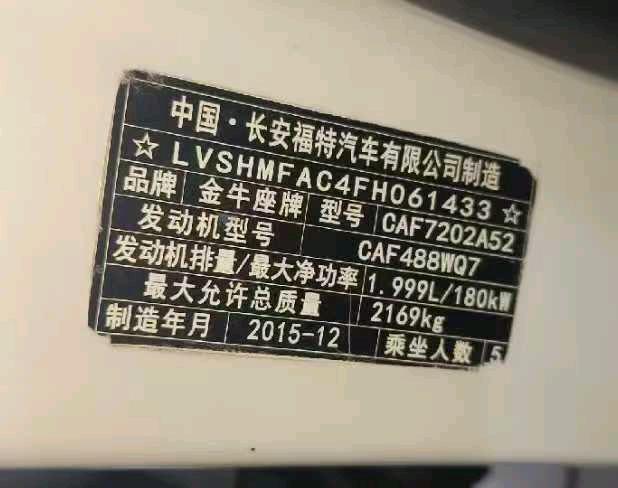 中国·长安福特汽车有限公司制造
☆ LVSHMFAC4FH061433 ☆
品牌 金牛座牌 型号 CAF7202A52
发动机型号 CAF488WQ7
发动机排量/最大净功率 1.999L/180kW
最大允许总质量 2169kg
制造年月 2015-12 乘坐人数 5